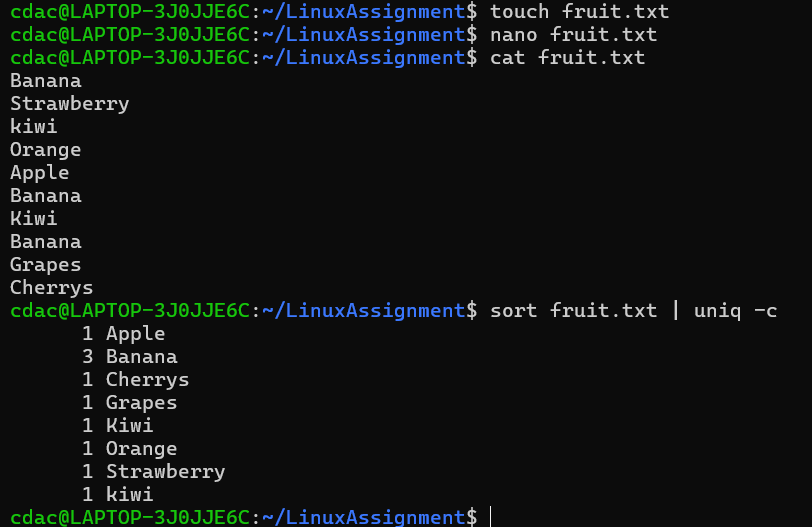 cdac@LAPTOP-3J0JJE6C:~/LinuxAssignment$ touch fruit.txt
cdac@LAPTOP-3J0JJE6C:~/LinuxAssignment$ nano fruit.txt
cdac@LAPTOP-3J0JJE6C:~/LinuxAssignment$ cat fruit.txt
Banana
Strawberry
kiwi
Orange
Apple
Banana
Kiwi
Banana
Grapes
Cherrys
cdac@LAPTOP-3J0JJE6C:~/LinuxAssignment$ sort fruit.txt | uniq -c
      1 Apple
      3 Banana
      1 Cherrys
      1 Grapes
      1 Kiwi
      1 Orange
      1 Strawberry
      1 kiwi
cdac@LAPTOP-3J0JJE6C:~/LinuxAssignment$